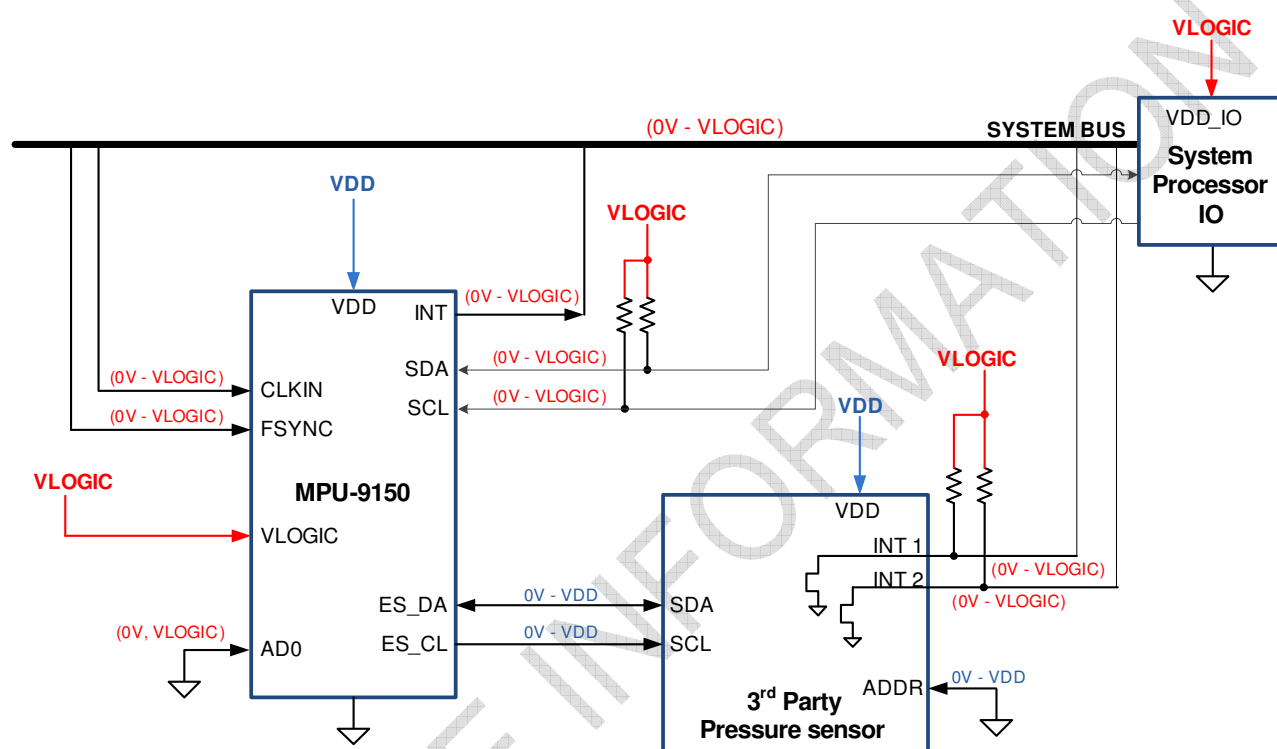 VLOGIC
VDD_IO
System
Processor
IO
(0V - VLOGIC)
SYSTEM BUS
VDD
VLOGIC
VDD
INT
(0V - VLOGIC)
SDA
(0V - VLOGIC)
SCL
(0V - VLOGIC)
(0V - VLOGIC)
CLKIN
(0V - VLOGIC)
FSYNC
MPU-9150
VLOGIC
VLOGIC
ES_DA
ES_CL
(0V, VLOGIC)
AD0
0V - VDD
0V - VDD
VLOGIC
VDD
VDD
INT 1
(0V - VLOGIC)
INT 2
(0V - VLOGIC)
SDA
SCL
ADDR
0V - VDD
3rd Party
Pressure sensor
E INFORMATION